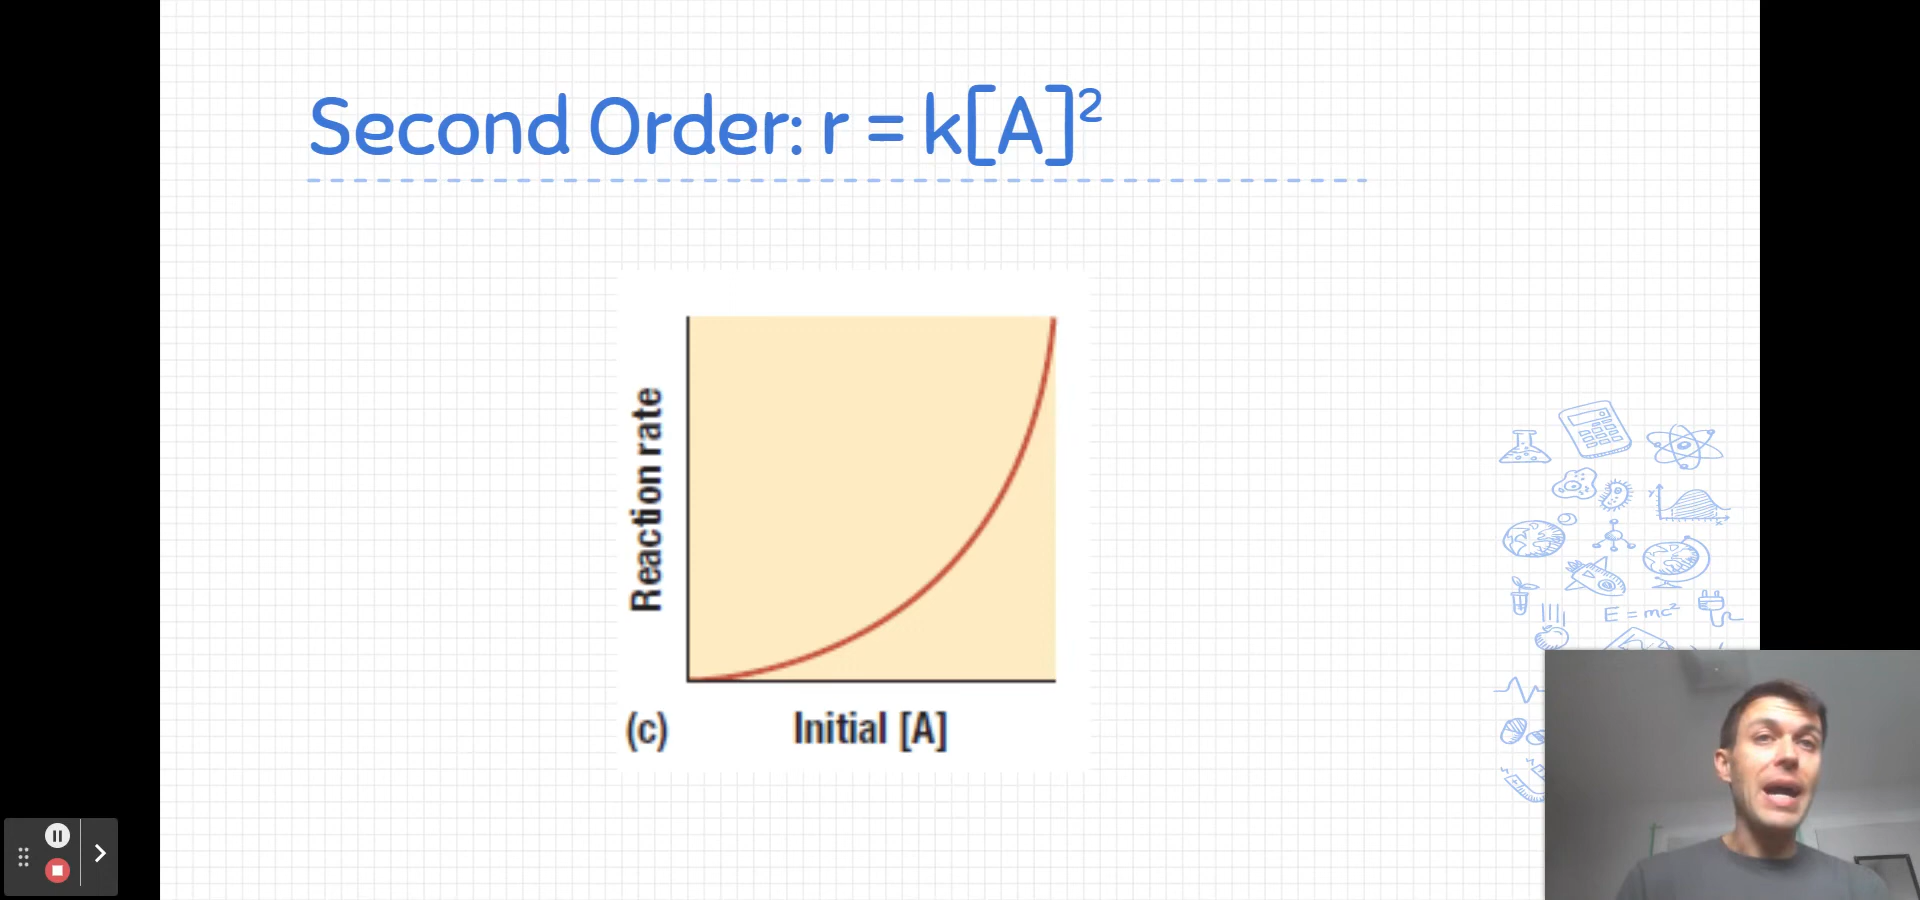 Second Order: r = k[A]²
Reaction rate
(c) Initial [A]
E = mc²